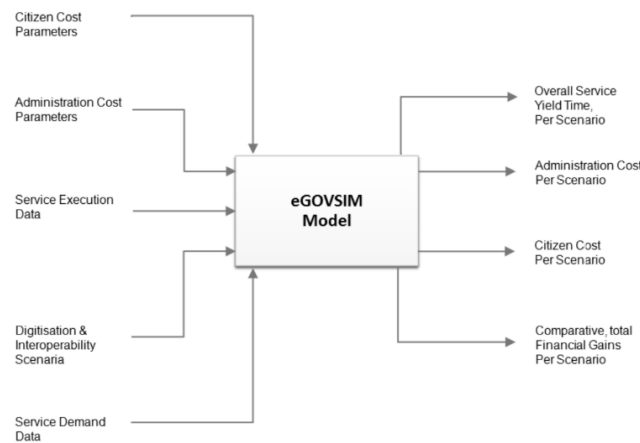 Citizen Cost
Parameters
Administration Cost
Parameters
Service Execution
Data
Digitisation &
Interoperability
Scenaria
Service Demand
Data
eGOVSIM
Model
Overall Service
Yield Time,
Per Scenario
Administration Cost
Per Scenario
Citizen Cost
Per Scenario
Comparative, total
Financial Gains
Per Scenario